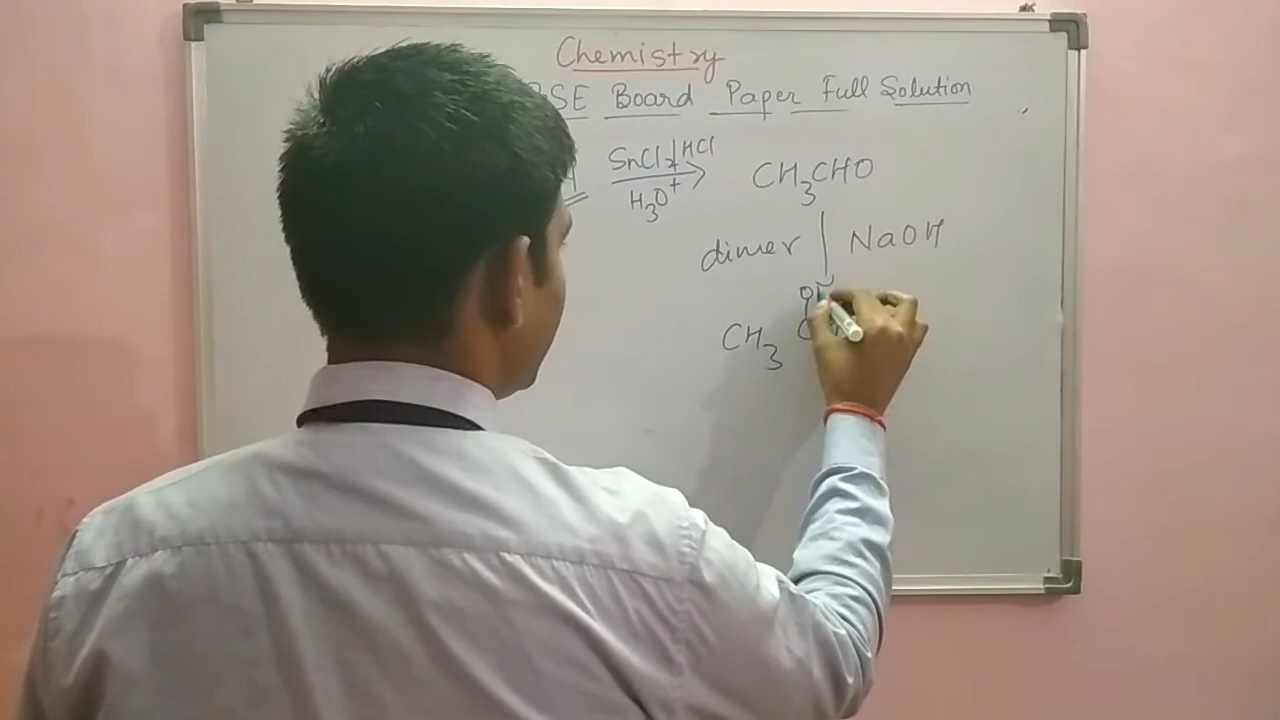 Chemistry
BSE Board Paper Full Solution
SnCl2/HCl
H3O+
CH3CHO
dimer NaOH
CH3